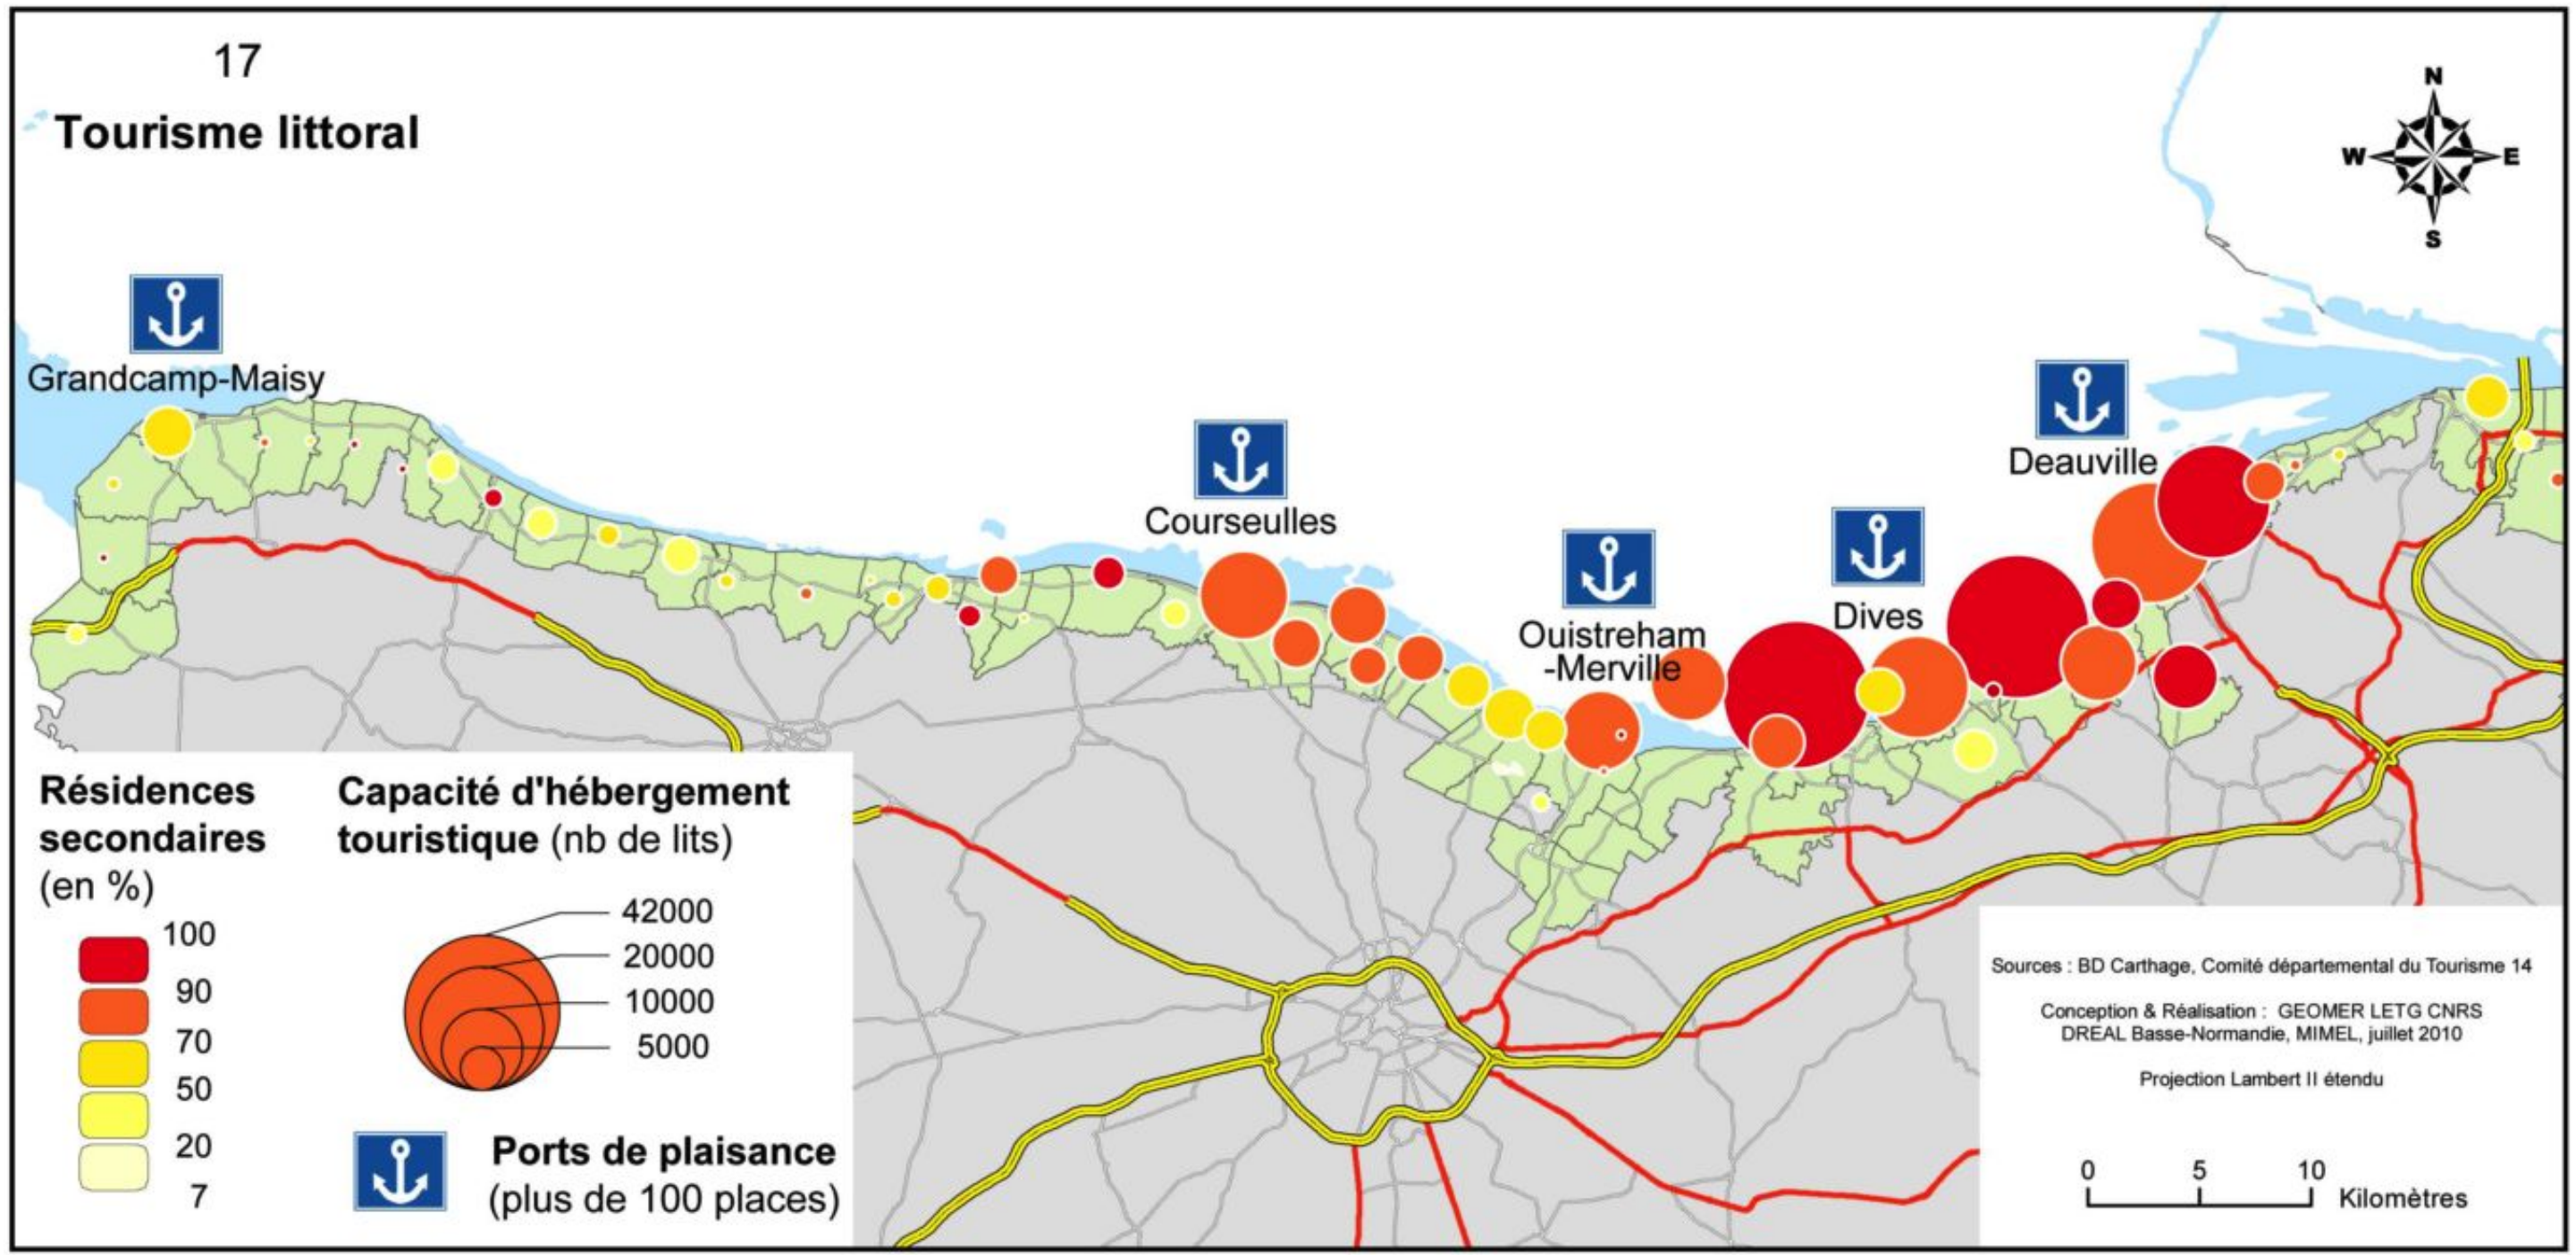 17
Tourisme littoral
N
W
E
S
Grandcamp-Maisy
Courseulles
Deauville
Dives
Ouistreham
-Merville
Résidences
secondaires
(en %)
100
90
70
50
20
7
Capacité d'hébergement
touristique (nb de lits)
42000
20000
10000
5000
Ports de plaisance
(plus de 100 places)
Sources : BD Carthage, Comité départemental du Tourisme 14
Conception & Réalisation : GEOMER LETG CNRS
DREAL Basse-Normandie, MIMEL, juillet 2010
Projection Lambert II étendu
0 5 10
Kilomètres